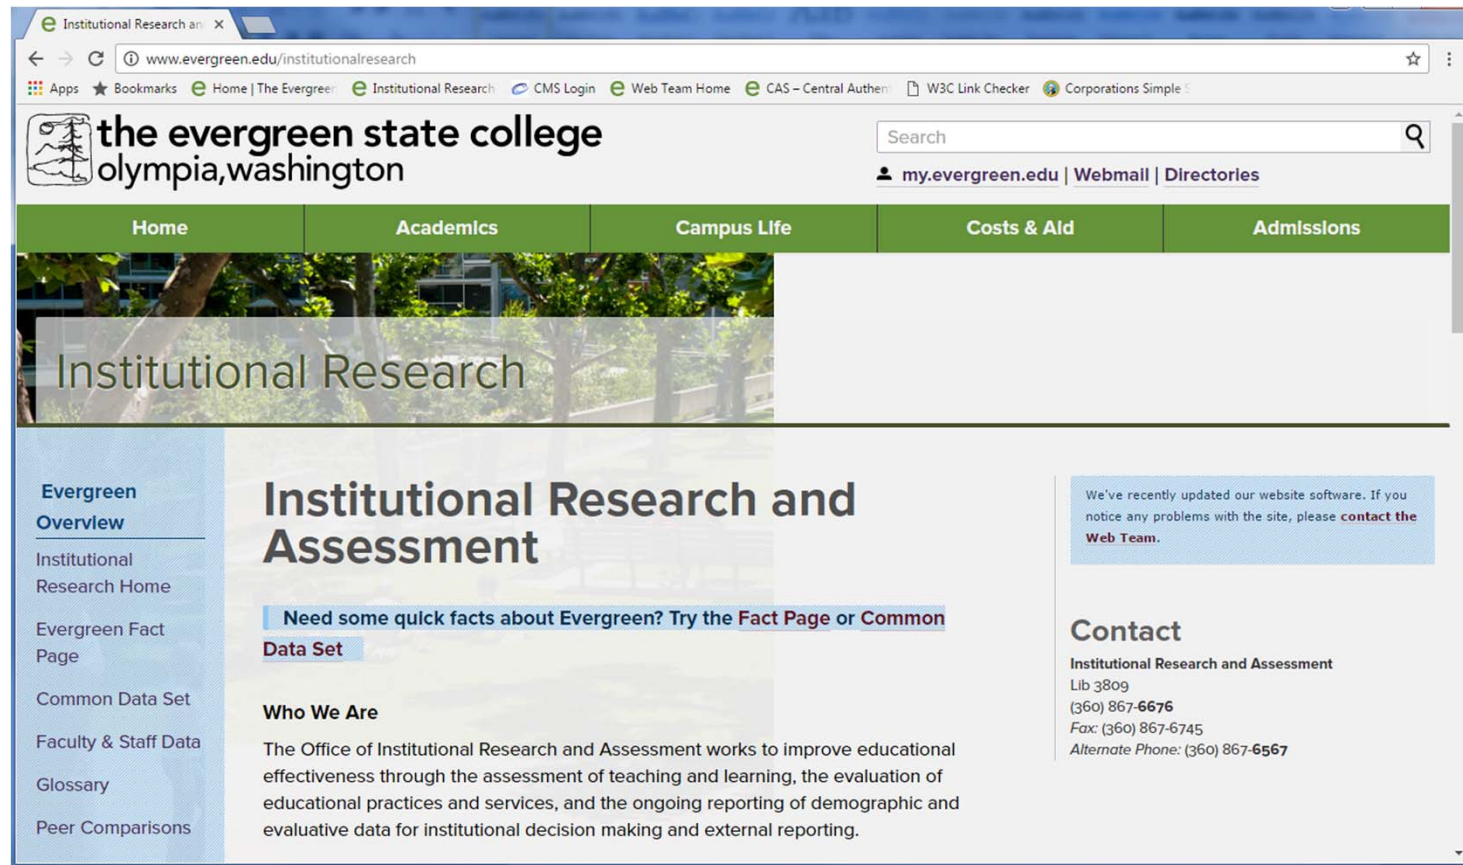 Institutional Research an
www.evergreen.edu/institutionalresearch
Apps Bookmarks Home | The Evergreen Institutional Research CMS Login Web Team Home CAS – Central Authen W3C Link Checker Corporations Simple S
the evergreen state college
olympia,washington
Search
my.evergreen.edu | Webmail | Directories
Home Academics Campus Life Costs & Aid Admissions
Institutional Research
Evergreen
Overview
Institutional
Research Home
Evergreen Fact
Page
Common Data Set
Faculty & Staff Data
Glossary
Peer Comparisons
Institutional Research and
Assessment
Need some quick facts about Evergreen? Try the Fact Page or Common
Data Set
Who We Are
The Office of Institutional Research and Assessment works to improve educational
effectiveness through the assessment of teaching and learning, the evaluation of
educational practices and services, and the ongoing reporting of demographic and
evaluative data for institutional decision making and external reporting.
We've recently updated our website software. If you
notice any problems with the site, please contact the
Web Team.
Contact
Institutional Research and Assessment
Lib 3809
(360) 867-6676
Fax: (360) 867-6745
Alternate Phone: (360) 867-6567